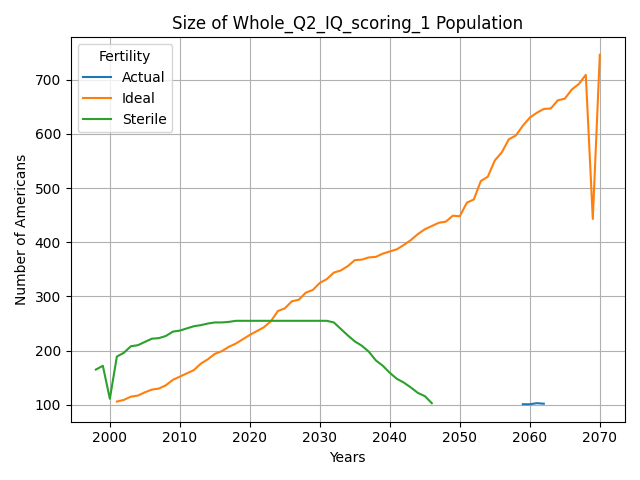 Size of Whole_Q2_IQ_scoring_1 Population
Fertility
Actual
Ideal
Sterile
Number of Americans
700
600
500
400
300
200
100
2000 2010 2020 2030 2040 2050 2060 2070
Years